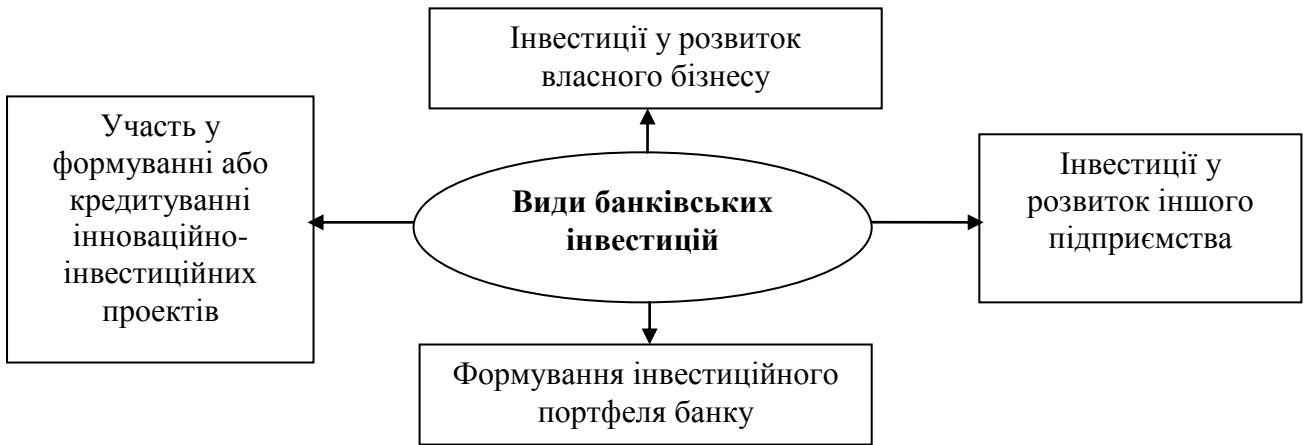 Інвестиції у розвиток
власного бізнесу
Участь у
формуванні або
кредитуванні
інноваційно-
інвестиційних
проектів
Види банківських
інвестицій
Інвестиції у
розвиток іншого
підприємства
Формування інвестиційного
портфеля банку